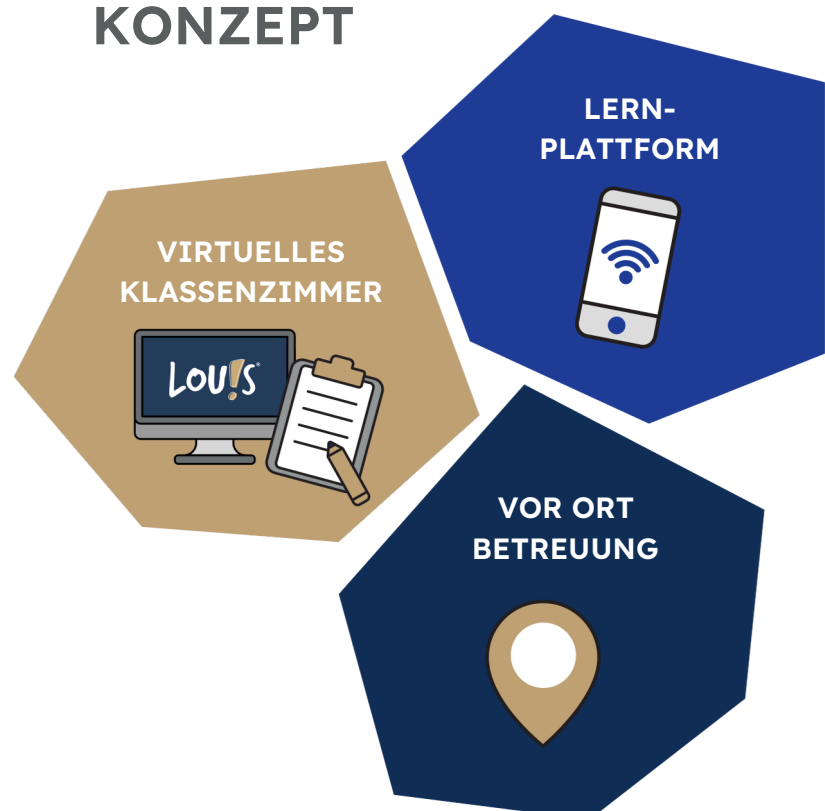 KONZEPT
LERN-
PLATTFORM
VIRTUELLES
KLASSENZIMMER
LOU!S®
VOR ORT
BETREUUNG